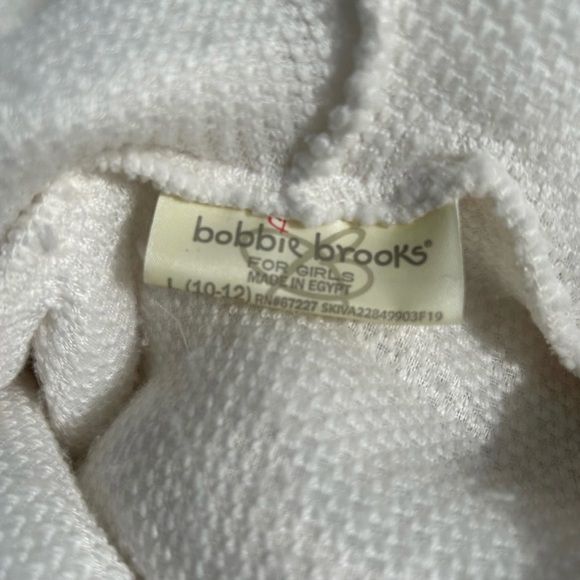 bobbie brooks®
FOR GIRLS
MADE IN EGYPT
L (10-12) RN#67227 SKIVA22849903F19